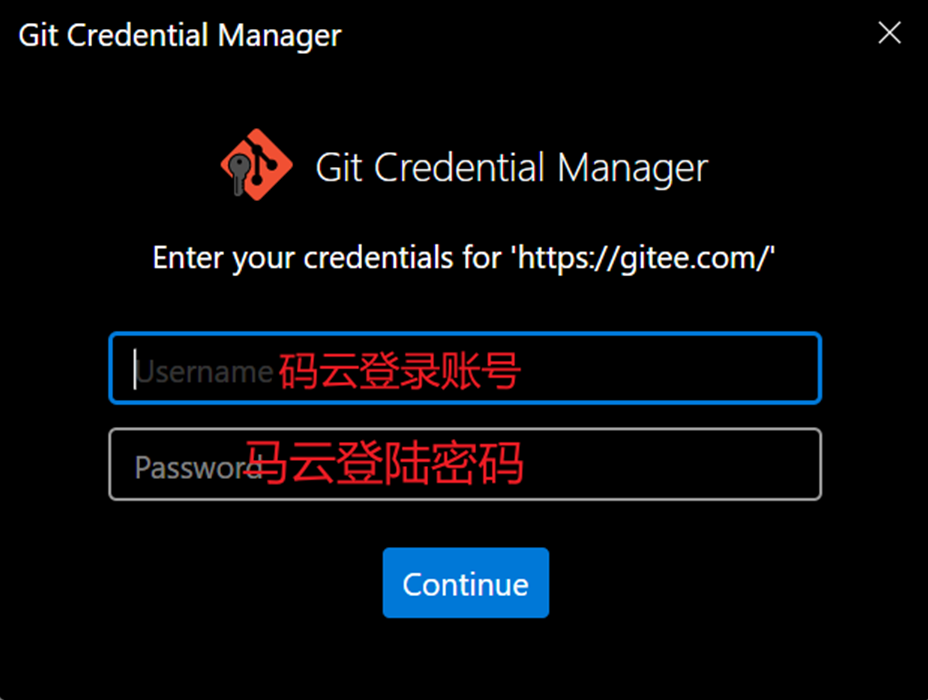 Git Credential Manager
Git Credential Manager
Enter your credentials for 'https://gitee.com/'
Username 码云登录账号
Password 马云登陆密码
Continue